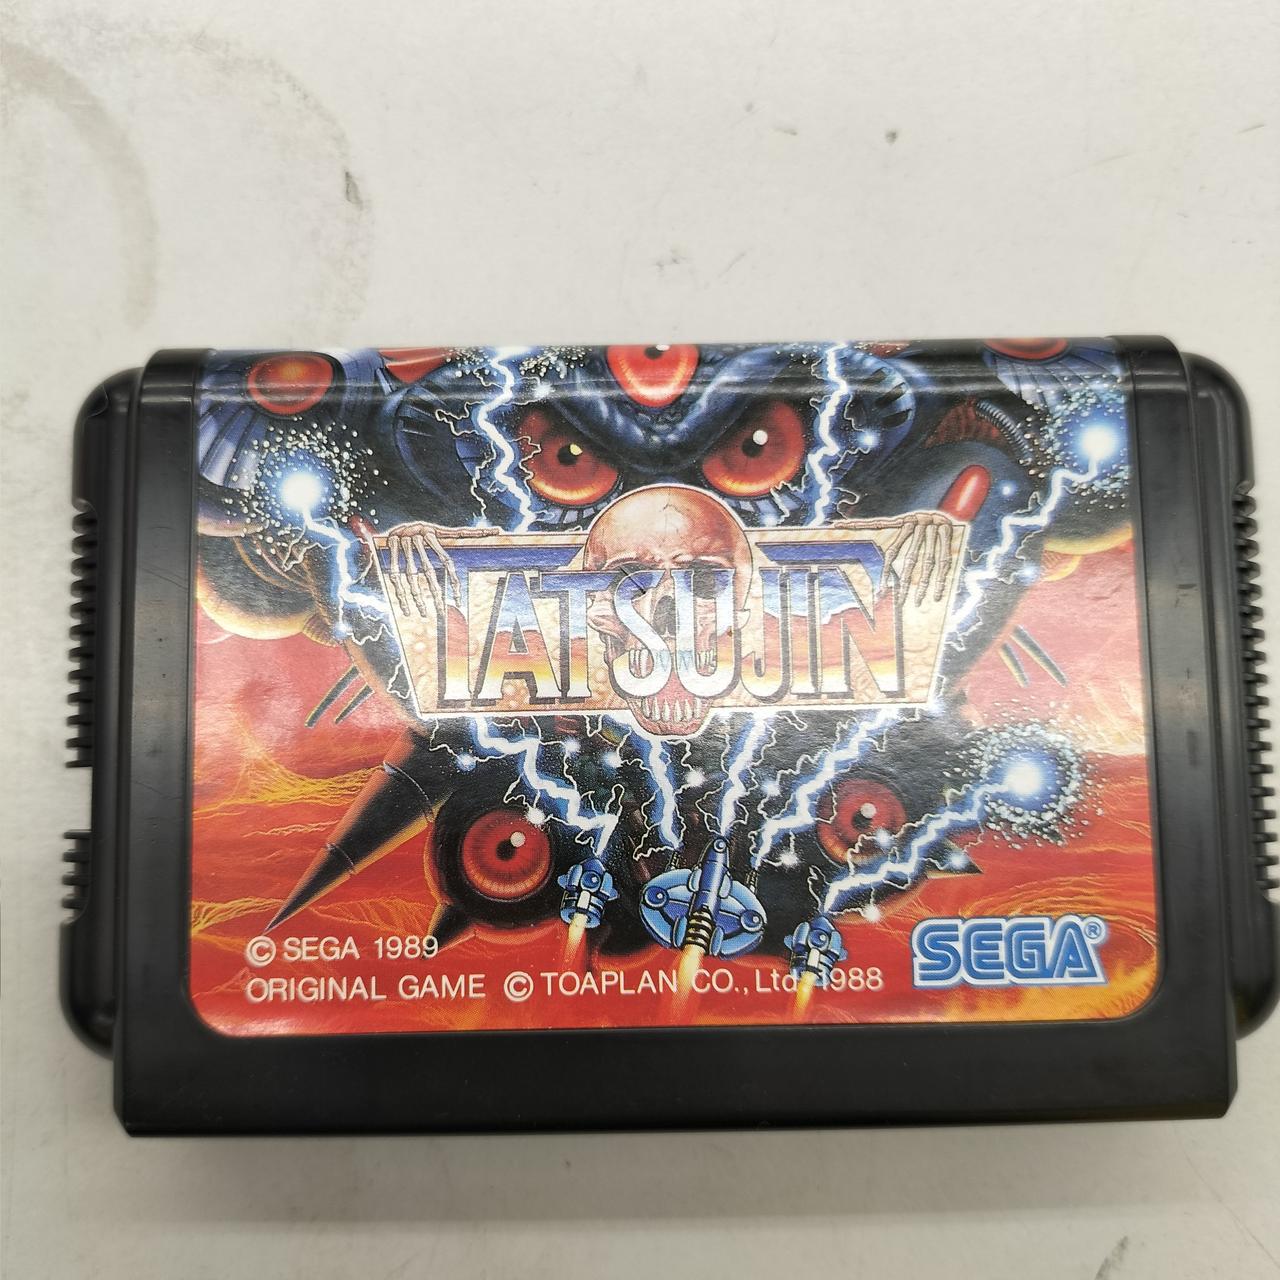 TATSUJIN
© SEGA 1989
ORIGINAL GAME © TOAPLAN CO., Ltd. 1988
SEGA®